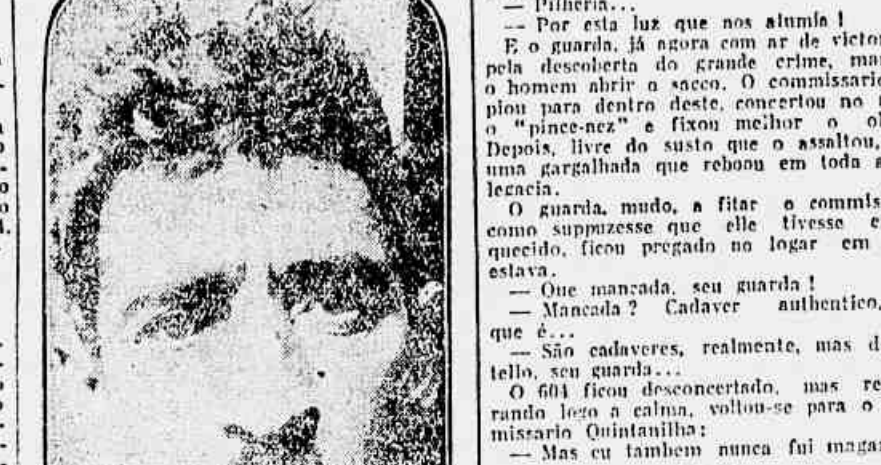 — Pilheria...
— Por esta luz que nos alumia !
E o guarda, já agora com ar de victor
pela descoberta do grande crime, man
o homem abrir o sacco. O commissario
piou para dentro deste, concertou no
o "pince-nez" e fixou melhor o ol
Depois, livre do susto que o assaltou,
uma gargalhada que reboou em toda a
legacia.
O guarda, mudo, a fitar o commis
como suppuzesse que elle tivesse e
quecido, ficou pregado no logar em
estava.
— Que mancada, seu guarda !
— Mancada ? Cadaver authentico,
que é...
— São cadaveres, realmente, mas d
tello, seu guarda...
O 604 ficou desconcertado, mas re
rando logo a calma, voltou-se para o
missario Quintanilha:
— Mas eu tambem nunca fui magar